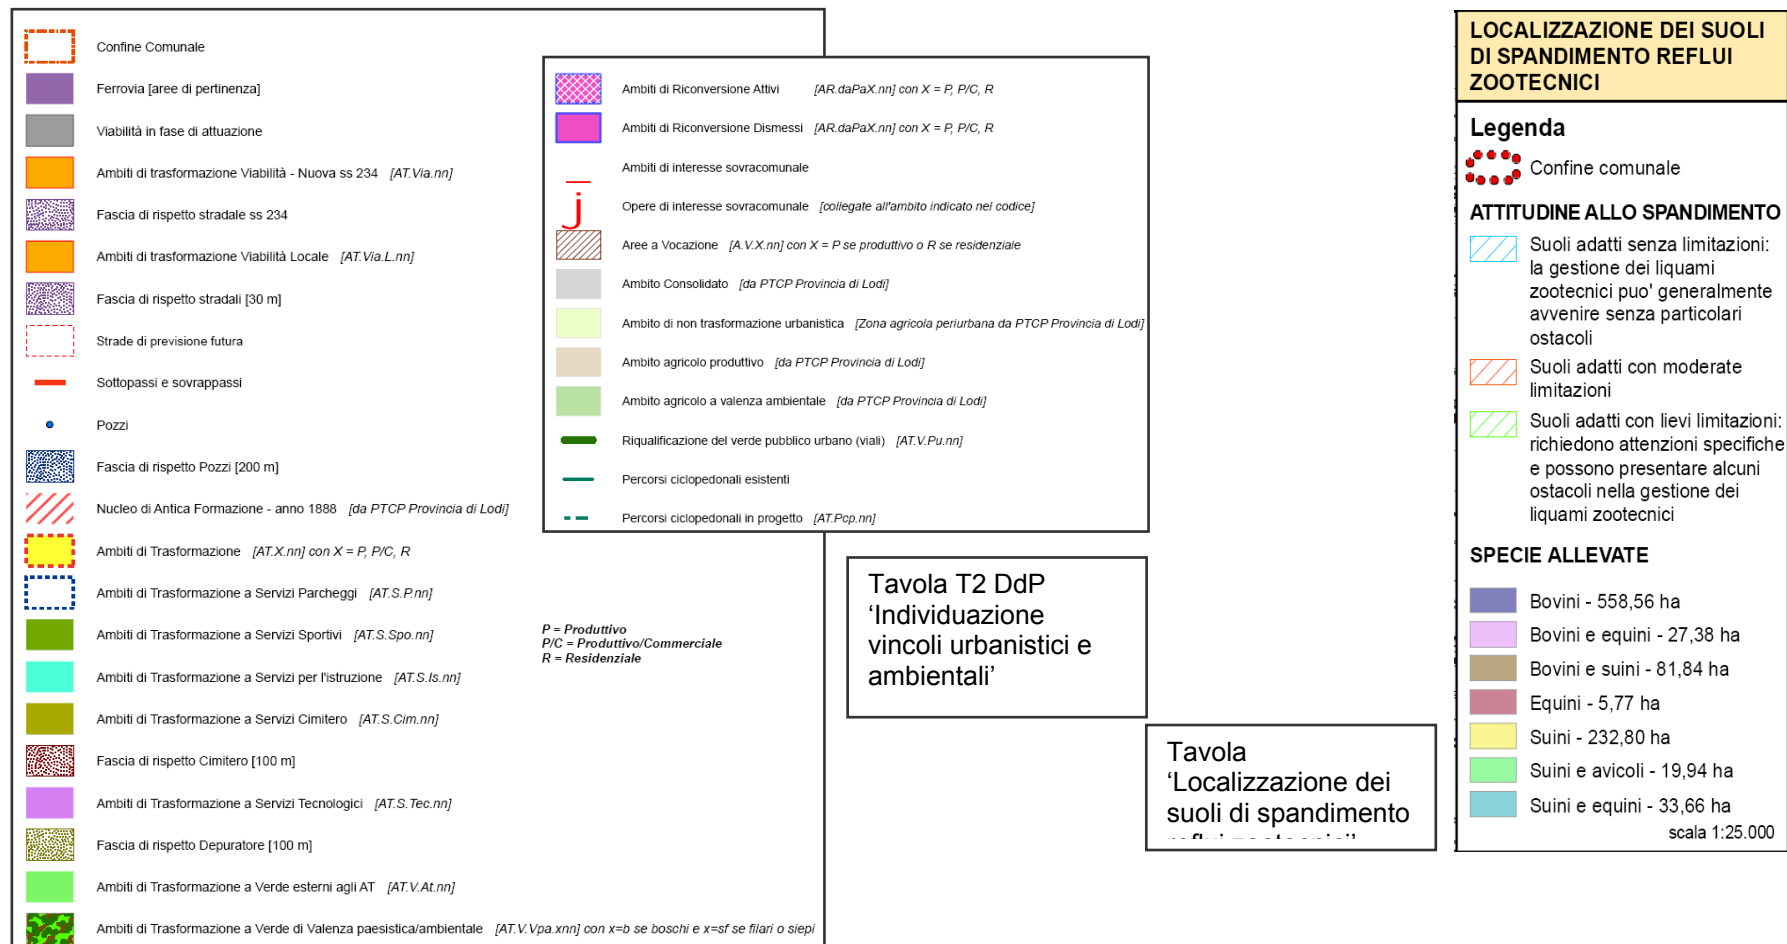 Confine Comunale
Ferrovia [aree di pertinenza]
Viabilità in fase di attuazione
Ambiti di trasformazione Viabilità - Nuova ss 234 [AT.Via.nn]
Fascia di rispetto stradale ss 234
Ambiti di trasformazione Viabilità Locale [AT.Via.L.nn]
Fascia di rispetto stradali [30 m]
Strade di previsione futura
Sottopassi e sovrappassi
Pozzi
Fascia di rispetto Pozzi [200 m]
Nucleo di Antica Formazione - anno 1888 [da PTCP Provincia di Lodi]
Ambiti di Trasformazione [AT.X.nn] con X = P, P/C, R
Ambiti di Trasformazione a Servizi Parcheggi [AT.S.P.nn]
Ambiti di Trasformazione a Servizi Sportivi [AT.S.Spo.nn]
Ambiti di Trasformazione a Servizi per l'istruzione [AT.S.Is.nn]
Ambiti di Trasformazione a Servizi Cimitero [AT.S.Cim.nn]
Fascia di rispetto Cimitero [100 m]
Ambiti di Trasformazione a Servizi Tecnologici [AT.S.Tec.nn]
Fascia di rispetto Depuratore [100 m]
Ambiti di Trasformazione a Verde esterni agli AT [AT.V.At.nn]
Ambiti di Trasformazione a Verde di Valenza paesistica/ambientale [AT.V.Vpa.xnn] con x=b se boschi e x=sf se filari o siepi
Ambiti di Riconversione Attivi [AR.daPaX.nn] con X = P, P/C, R
Ambiti di Riconversione Dismessi [AR.daPaX.nn] con X = P, P/C, R
Ambiti di interesse sovracomunale
j Opere di interesse sovracomunale [collegate all'ambito indicato nel codice]
Aree a Vocazione [A.V.X.nn] con X = P se produttivo o R se residenziale
Ambito Consolidato [da PTCP Provincia di Lodi]
Ambito di non trasformazione urbanistica [Zona agricola periurbana da PTCP Provincia di Lodi]
Ambito agricolo produttivo [da PTCP Provincia di Lodi]
Ambito agricolo a valenza ambientale [da PTCP Provincia di Lodi]
Riqualificazione del verde pubblico urbano (viali) [AT.V.Pu.nn]
Percorsi ciclopedonali esistenti
Percorsi ciclopedonali in progetto [AT.Pcp.nn]
P = Produttivo
P/C = Produttivo/Commerciale
R = Residenziale
Tavola T2 DdP
‘Individuazione
vincoli urbanistici e
ambientali’
Tavola
‘Localizzazione dei
suoli di spandimento
reflui zootecnici’
LOCALIZZAZIONE DEI SUOLI
DI SPANDIMENTO REFLUI
ZOOTECNICI
Legenda
Confine comunale
ATTITUDINE ALLO SPANDIMENTO
Suoli adatti senza limitazioni:
la gestione dei liquami
zootecnici puo' generalmente
avvenire senza particolari
ostacoli
Suoli adatti con moderate
limitazioni
Suoli adatti con lievi limitazioni:
richiedono attenzioni specifiche
e possono presentare alcuni
ostacoli nella gestione dei
liquami zootecnici
SPECIE ALLEVATE
Bovini - 558,56 ha
Bovini e equini - 27,38 ha
Bovini e suini - 81,84 ha
Equini - 5,77 ha
Suini - 232,80 ha
Suini e avicoli - 19,94 ha
Suini e equini - 33,66 ha
scala 1:25.000